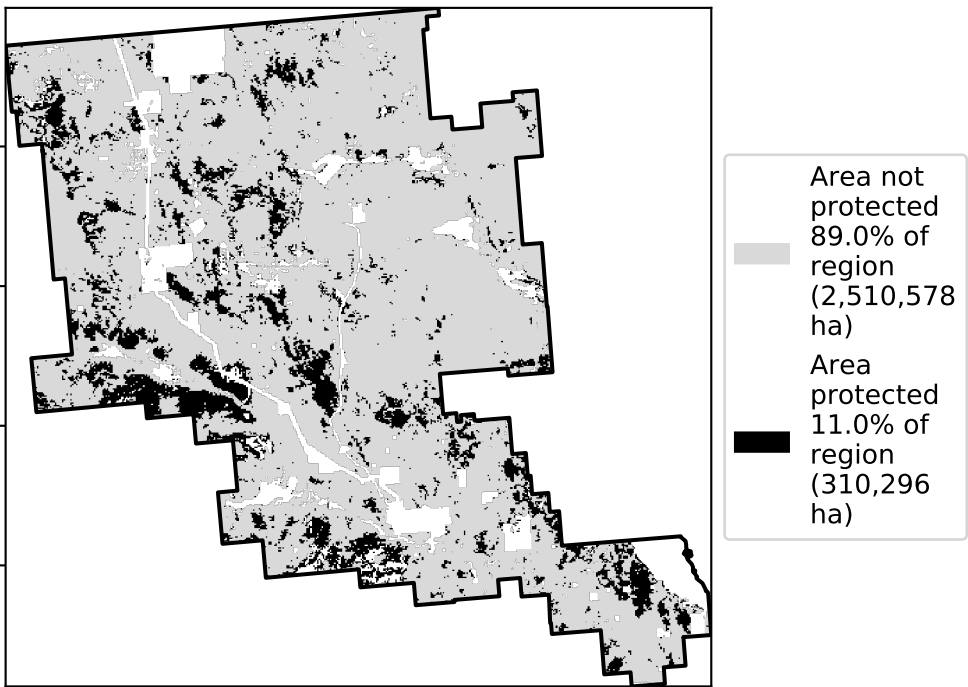 Area not
protected
89.0% of
region
(2,510,578
ha)
Area
protected
11.0% of
region
(310,296
ha)